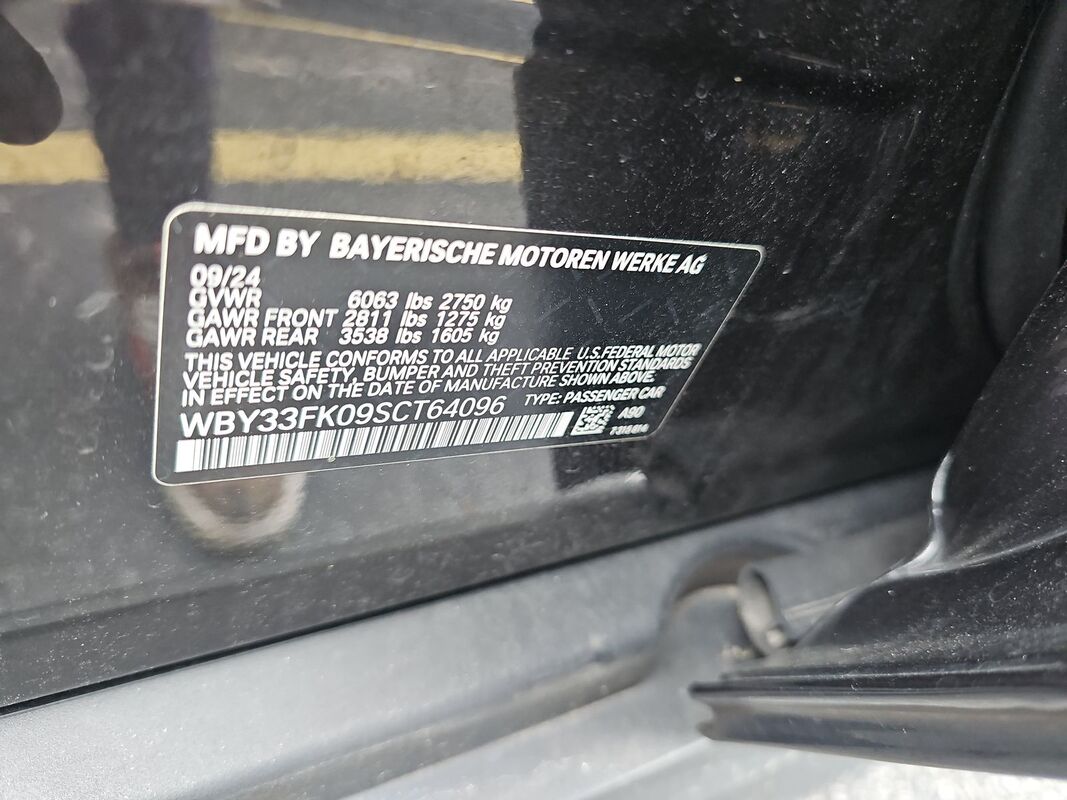 MFD BY BAYERISCHE MOTOREN WERKE AG
09/24
GVWR 6063 lbs 2750 kg
GAWR FRONT 2811 lbs 1275 kg
GAWR REAR 3538 lbs 1605 kg
THIS VEHICLE CONFORMS TO ALL APPLICABLE U.S.FEDERAL MOTOR
VEHICLE SAFETY, BUMPER AND THEFT PREVENTION STANDARDS
IN EFFECT ON THE DATE OF MANUFACTURE SHOWN ABOVE.
WBY33FK09SCT64096 TYPE: PASSENGER CAR
A90